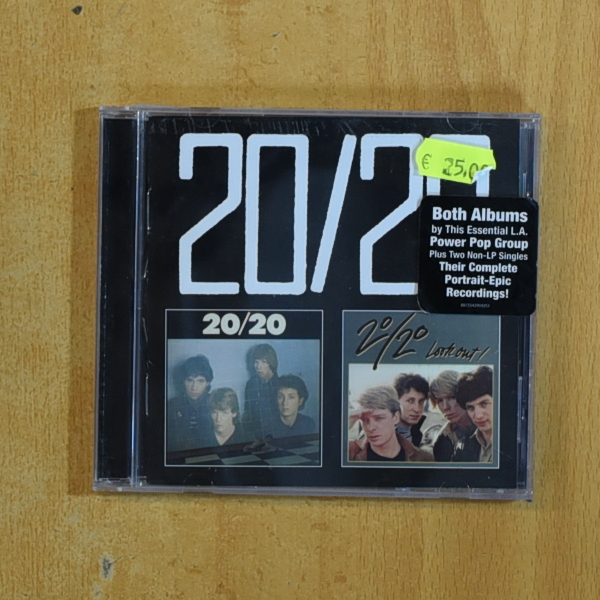 20/20
€ 25,0
Both Albums
by This Essential L.A.
Power Pop Group
Plus Two Non-LP Singles
Their Complete
Portrait-Epic
Recordings!
20/20
20/20 Look out!